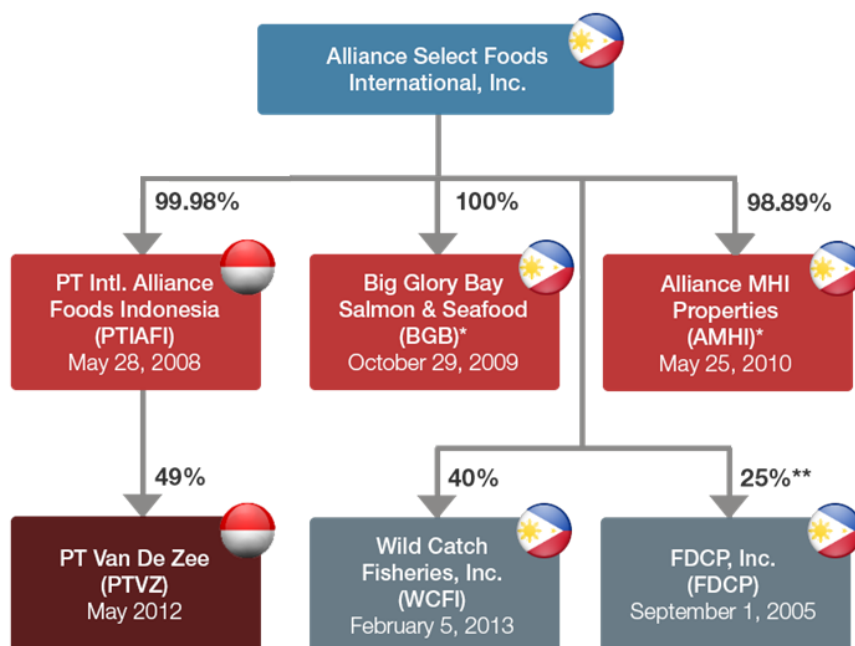 Alliance Select Foods
International, Inc.
99.98%
100%
98.89%
PT Intl. Alliance
Foods Indonesia
(PTIAFI)
May 28, 2008
Big Glory Bay
Salmon & Seafood
(BGB)*
October 29, 2009
Alliance MHI
Properties
(AMHI)*
May 25, 2010
49%
40%
25%**
PT Van De Zee
(PTVZ)
May 2012
Wild Catch
Fisheries, Inc.
(WCFI)
February 5, 2013
FDCP, Inc.
(FDCP)
September 1, 2005